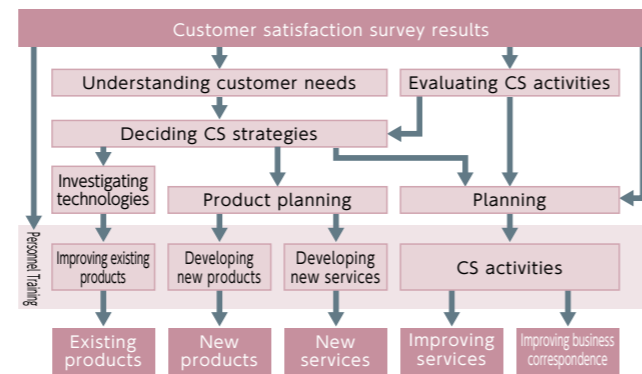 Customer satisfaction survey results
Understanding customer needs
Evaluating CS activities
Deciding CS strategies
Investigating
technologies
Product planning
Planning
Personnel Training
Improving existing
products
Developing
new products
Developing
new services
CS activities
Existing
products
New
products
New
services
Improving
services
Improving business
correspondence